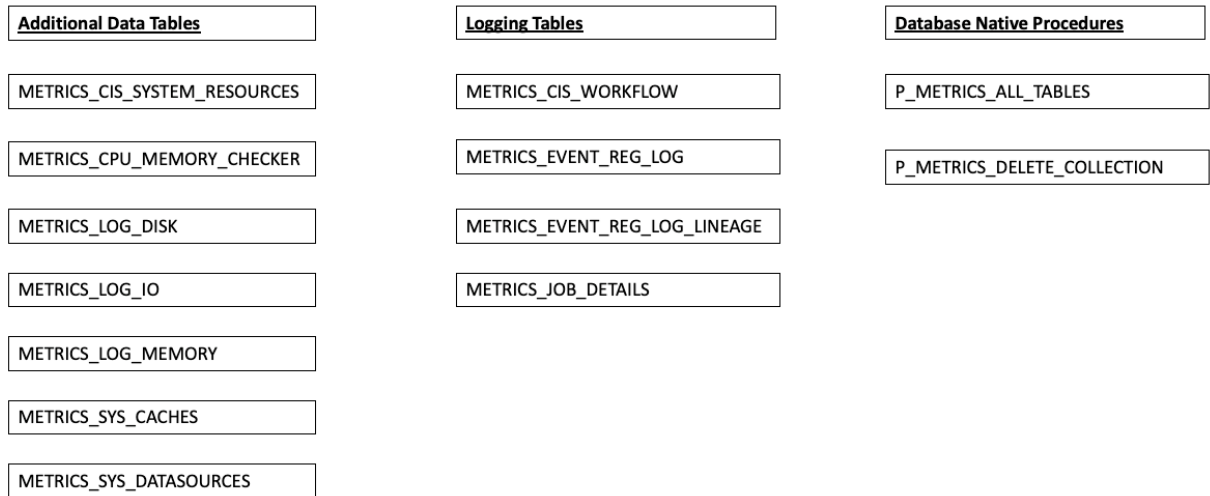 Additional Data Tables
METRICS_CIS_SYSTEM_RESOURCES
METRICS_CPU_MEMORY_CHECKER
METRICS_LOG_DISK
METRICS_LOG_IO
METRICS_LOG_MEMORY
METRICS_SYS_CACHES
METRICS_SYS_DATASOURCES
Logging Tables
METRICS_CIS_WORKFLOW
METRICS_EVENT_REG_LOG
METRICS_EVENT_REG_LOG_LINEAGE
METRICS_JOB_DETAILS
Database Native Procedures
P_METRICS_ALL_TABLES
P_METRICS_DELETE_COLLECTION